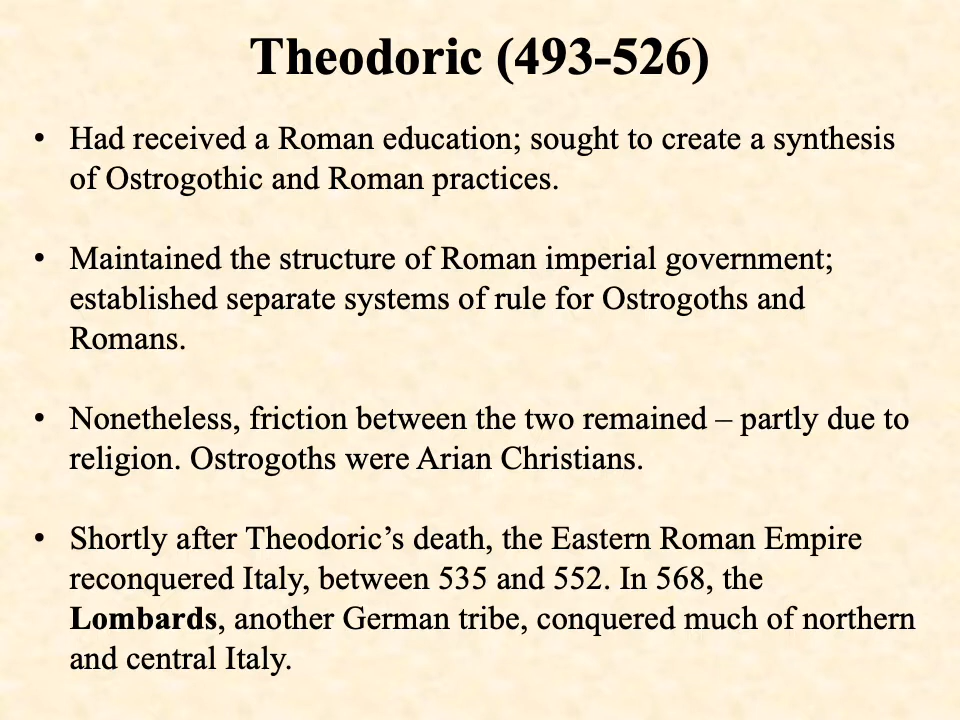 Theodoric (493-526)
• Had received a Roman education; sought to create a synthesis
of Ostrogothic and Roman practices.
• Maintained the structure of Roman imperial government;
established separate systems of rule for Ostrogoths and
Romans.
• Nonetheless, friction between the two remained – partly due to
religion. Ostrogoths were Arian Christians.
• Shortly after Theodoric’s death, the Eastern Roman Empire
reconquered Italy, between 535 and 552. In 568, the
Lombards, another German tribe, conquered much of northern
and central Italy.